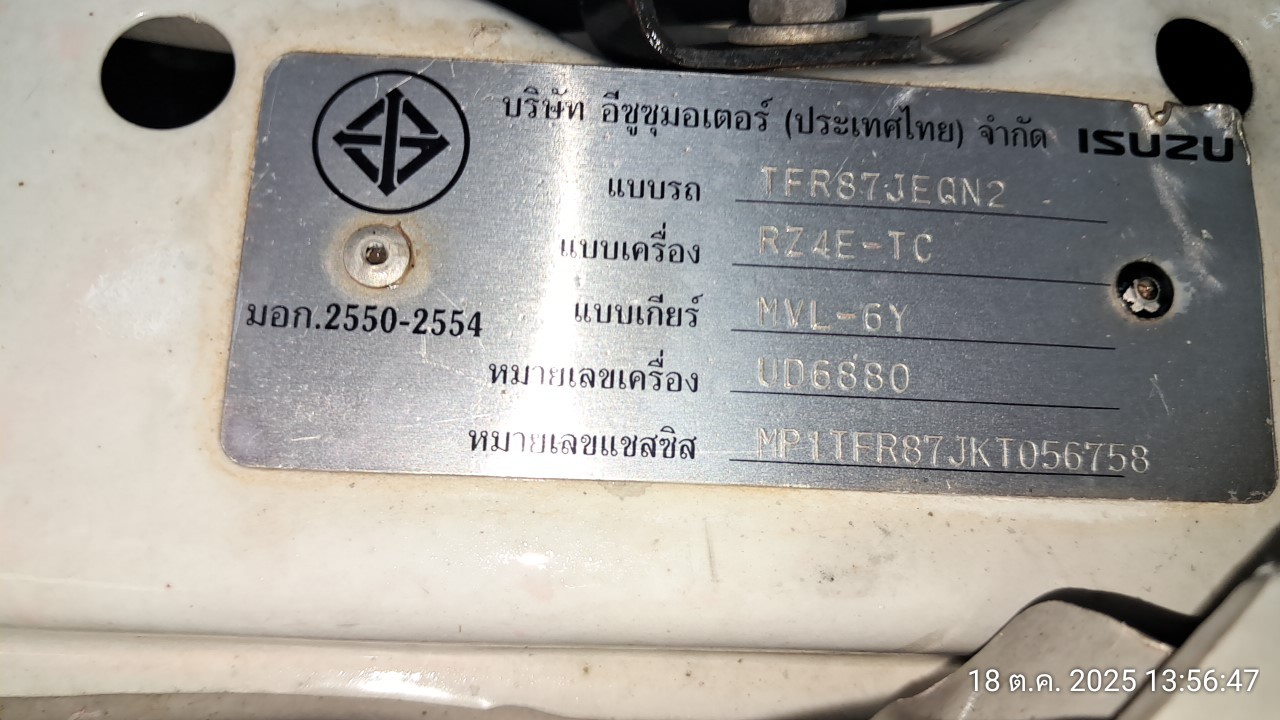 บริษัท อีซูซุมอเตอร์ (ประเทศไทย) จำกัด ISUZU
แบบรถ TFR87JEQN2
แบบเครื่อง RZ4E-TC
มอก.2550-2554
แบบเกียร์ MVL-6Y
หมายเลขเครื่อง UD6880
หมายเลขแชสซิส MP1TFR87JKT056758
18 ต.ค. 2025 13:56:47